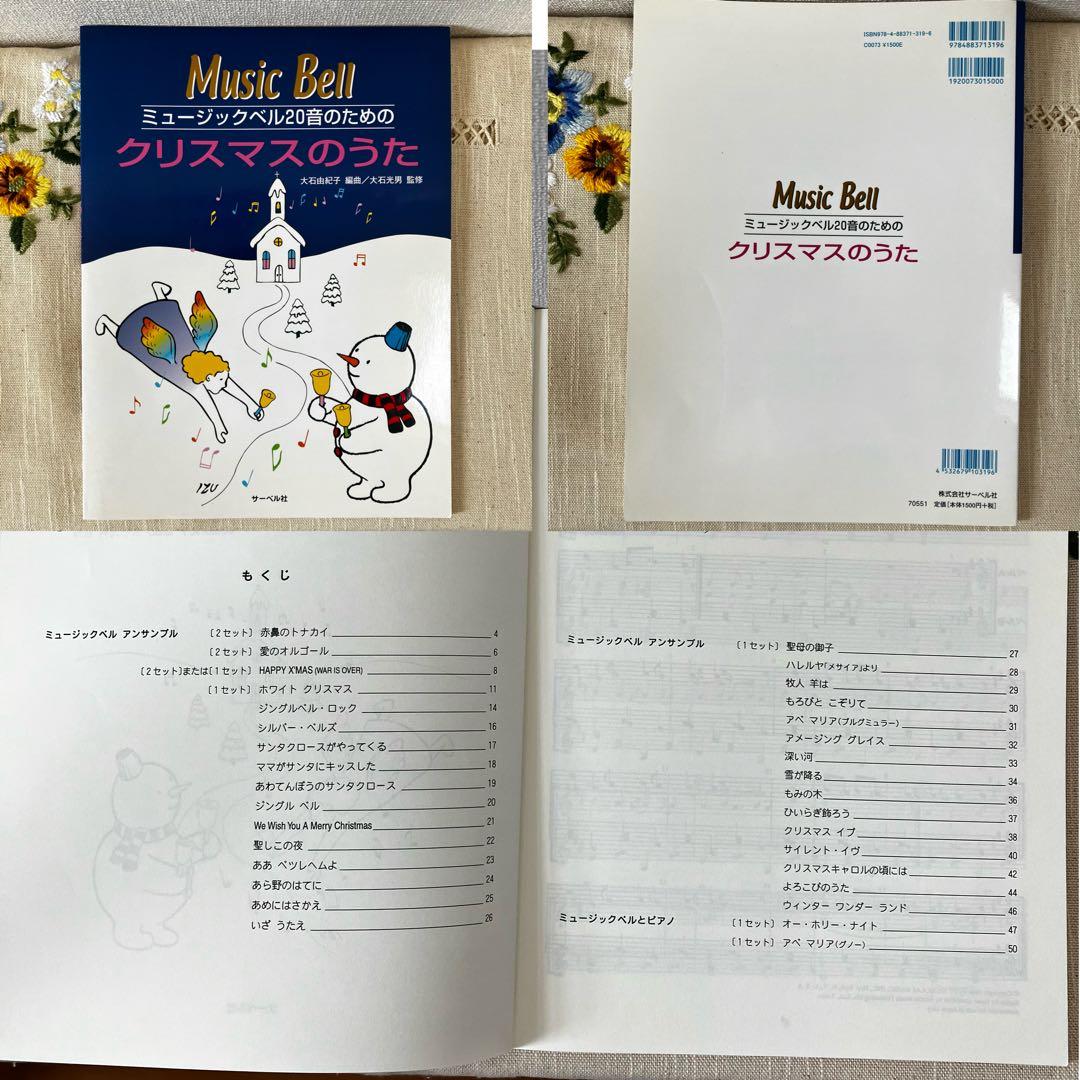 Music Bell
ミュージックベル20音のための
クリスマスのうた
大石由紀子 編曲／大石光男 監修
IZU
サーベル社
ISBN978-4-88371-319-6
C0073 ¥1500E
9784883713196
1920073015000
Music Bell
ミュージックベル20音のための
クリスマスのうた
4532679103196
株式会社サーベル社
70551 定価［本体1500円+税］
もくじ
ミュージックベル アンサンブル 〔2セット〕 赤鼻のトナカイ 4
〔2セット〕 愛のオルゴール 6
〔2セット〕または〔1セット〕 HAPPY X'MAS (WAR IS OVER) 8
〔1セット〕 ホワイト クリスマス 11
ジングルベル・ロック 14
シルバー・ベルズ 16
サンタクロースがやってくる 17
ママがサンタにキッスした 18
あわてんぼうのサンタクロース 19
ジングル ベル 20
We Wish You A Merry Christmas 21
聖しこの夜 22
ああ ベツレヘムよ 23
あら野のはてに 24
あめにはさかえ 25
いざ うたえ 26
ミュージックベル アンサンブル 〔1セット〕 聖母の御子 27
ハレルヤ「メサイア」より 28
牧人 羊は 29
もろびと こぞりて 30
アベ マリア(ブルグミュラー) 31
アメージング グレイス 32
深い河 33
雪が降る 34
もみの木 36
ひいらぎ飾ろう 37
クリスマス イブ 38
サイレント・イヴ 40
クリスマスキャロルの頃には 42
よろこびのうた 44
ウィンター ワンダー ランド 46
ミュージックベルとピアノ 〔1セット〕 オー・ホリー・ナイト 47
〔1セット〕 アベ マリア(グノー) 50